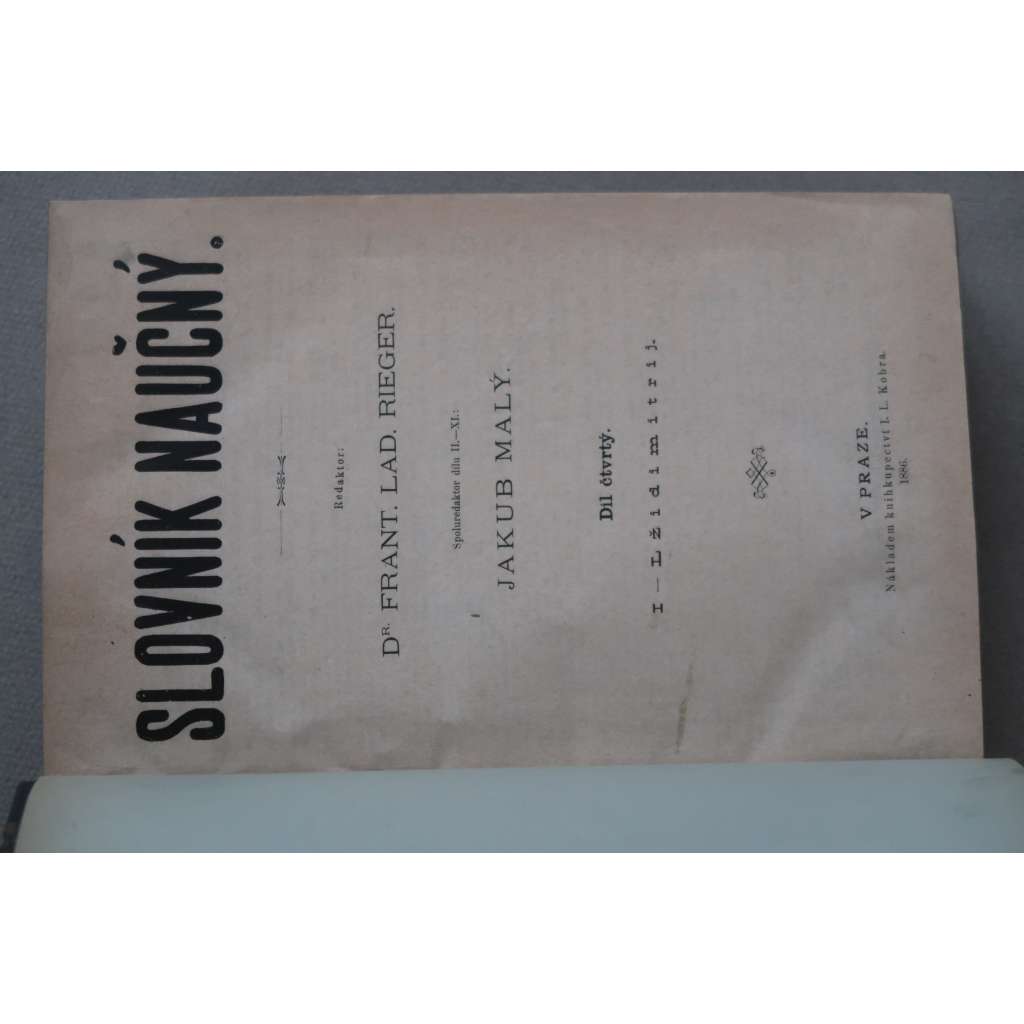 SLOVNÍK NAUČNÝ.
Redaktor:
DR. FRANT. LAD. RIEGER.
Spoluredaktor dílu II.—XI.:
JAKUB MALÝ.
Díl čtvrtý.
I — Lžidimitrij.
V PRAZE.
Nákladem knihkupectví I. L. Kobra.
1886.